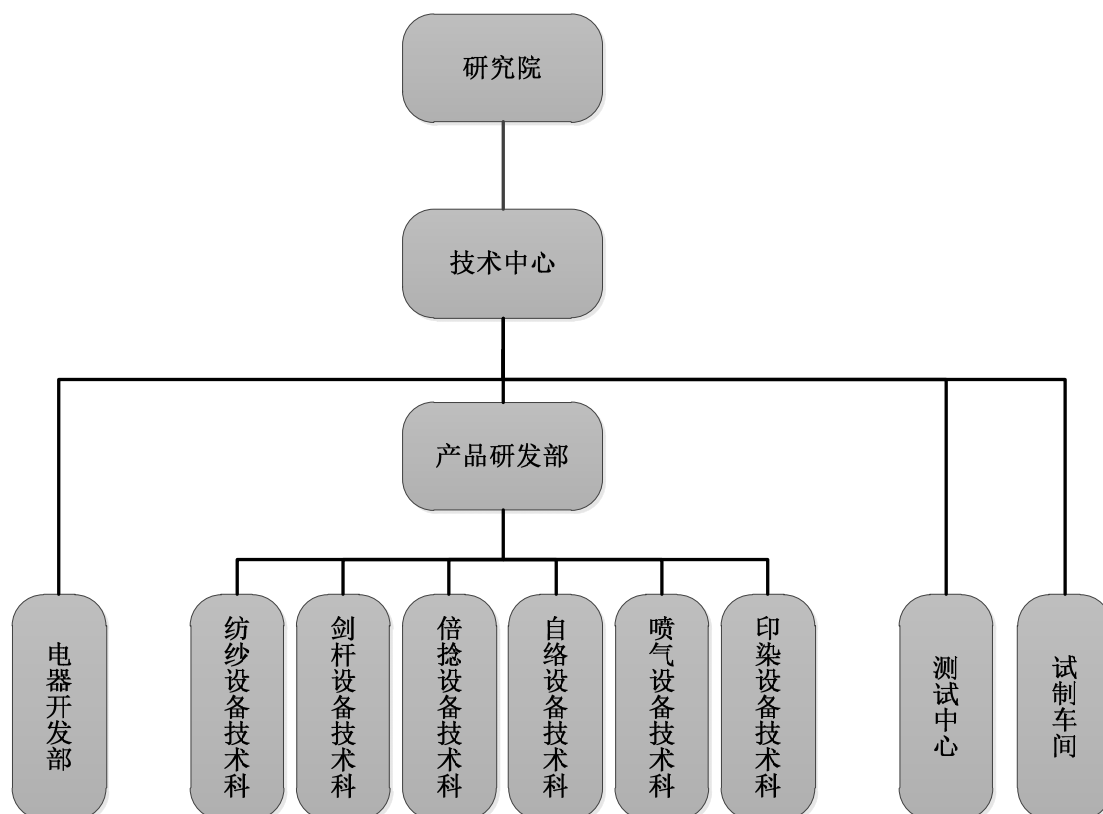 研究院
技术中心
产品研发部
电器开发部
纺纱设备技术科
剑杆设备技术科
倍捻设备技术科
自络设备技术科
喷气设备技术科
印染设备技术科
测试中心
试制车间